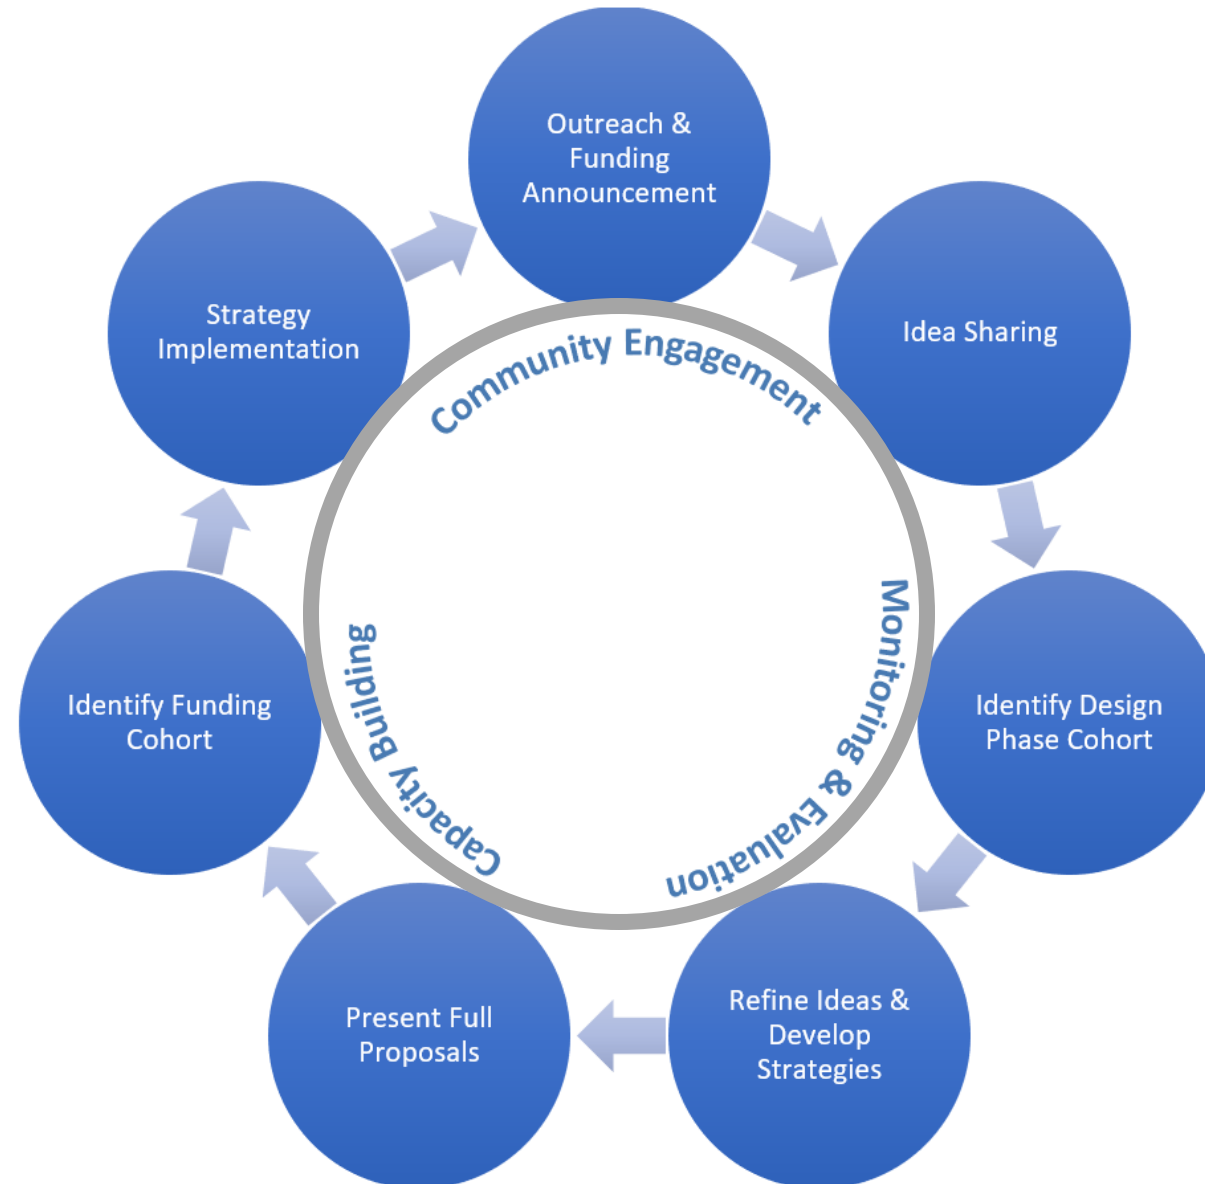 Outreach &
Funding
Announcement
Idea Sharing
Identify Design
Phase Cohort
Refine Ideas &
Develop
Strategies
Present Full
Proposals
Identify Funding
Cohort
Strategy
Implementation
Community Engagement
Monitoring & Evaluation
Capacity Building